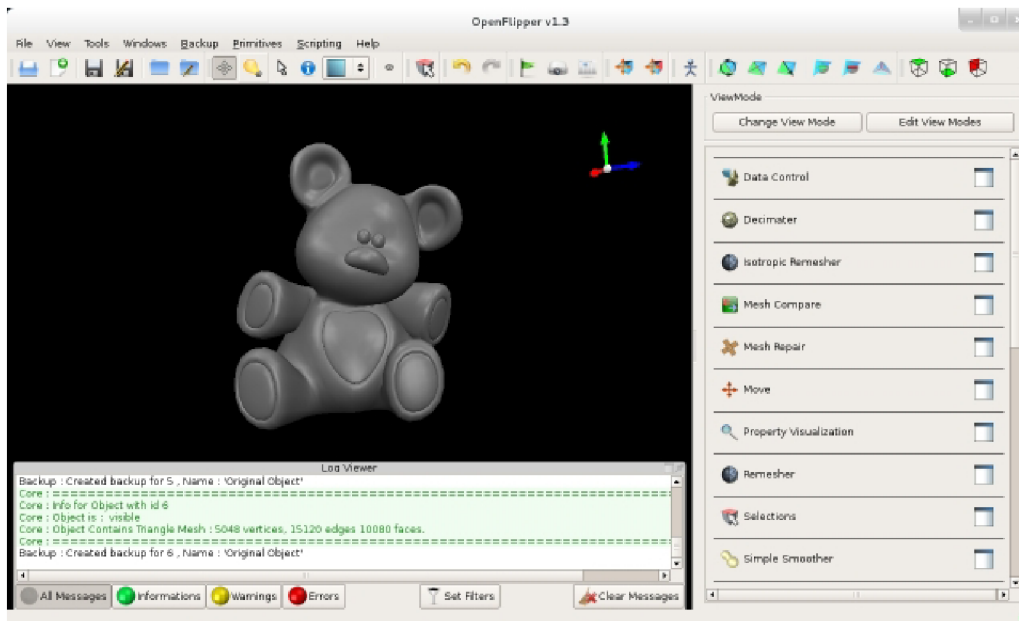 OpenFlipper v1.3
File View Tools Windows Backup Primitives Scripting Help
ViewMode
Change View Mode Edit View Modes
Data Control
Decimater
Isotropic Remesher
Mesh Compare
Mesh Repair
Move
Property Visualization
Remesher
Selections
Simple Smoother
Log Viewer
Backup : Created backup for 5 , Name : 'Original Object'
Core : ========================================================================
Core : Info for Object with id 6
Core : Object is : visible
Core : Object Contains Triangle Mesh : 5048 vertices, 15120 edges 10080 faces.
Core : ========================================================================
Backup : Created backup for 6 , Name : 'Original Object'
All Messages Informations Warnings Errors Set Filters Clear Messages